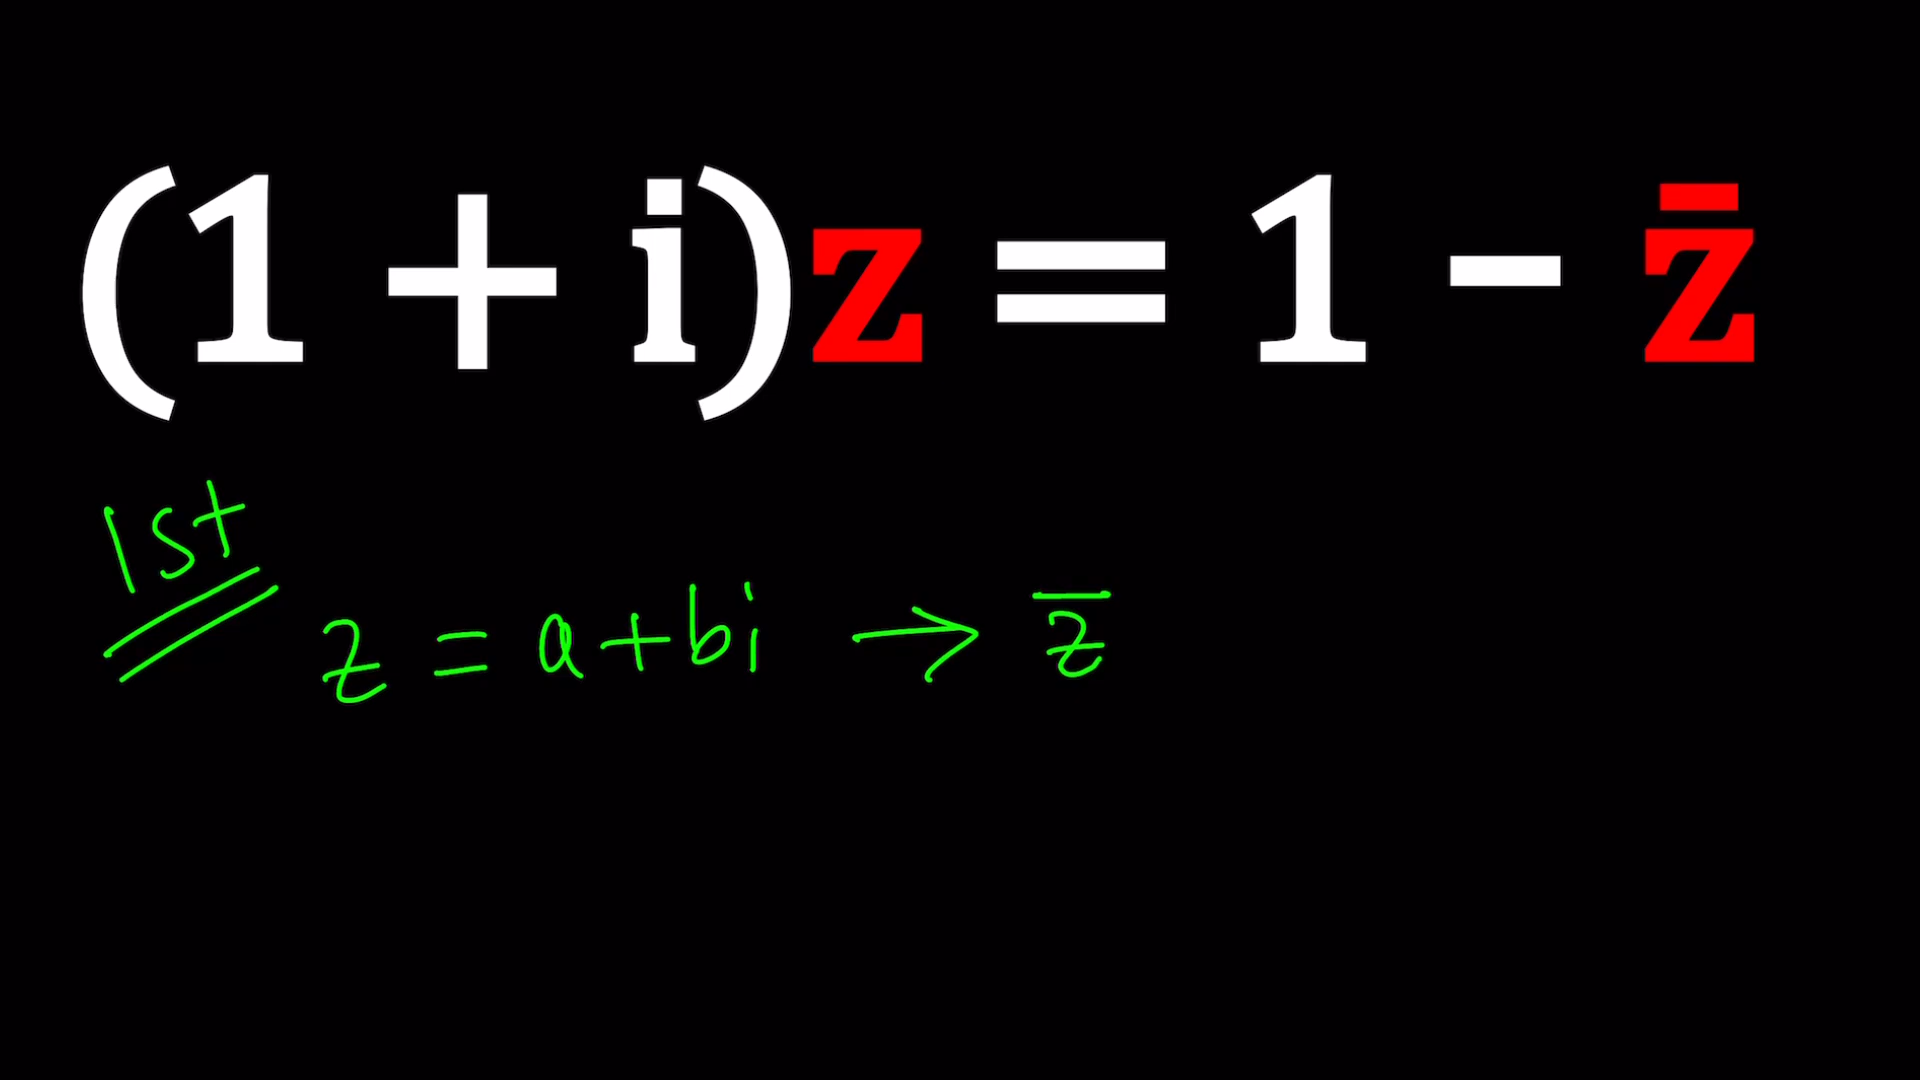 (1 + i)z = 1 − z̄
1st
z = a + bi → z̄